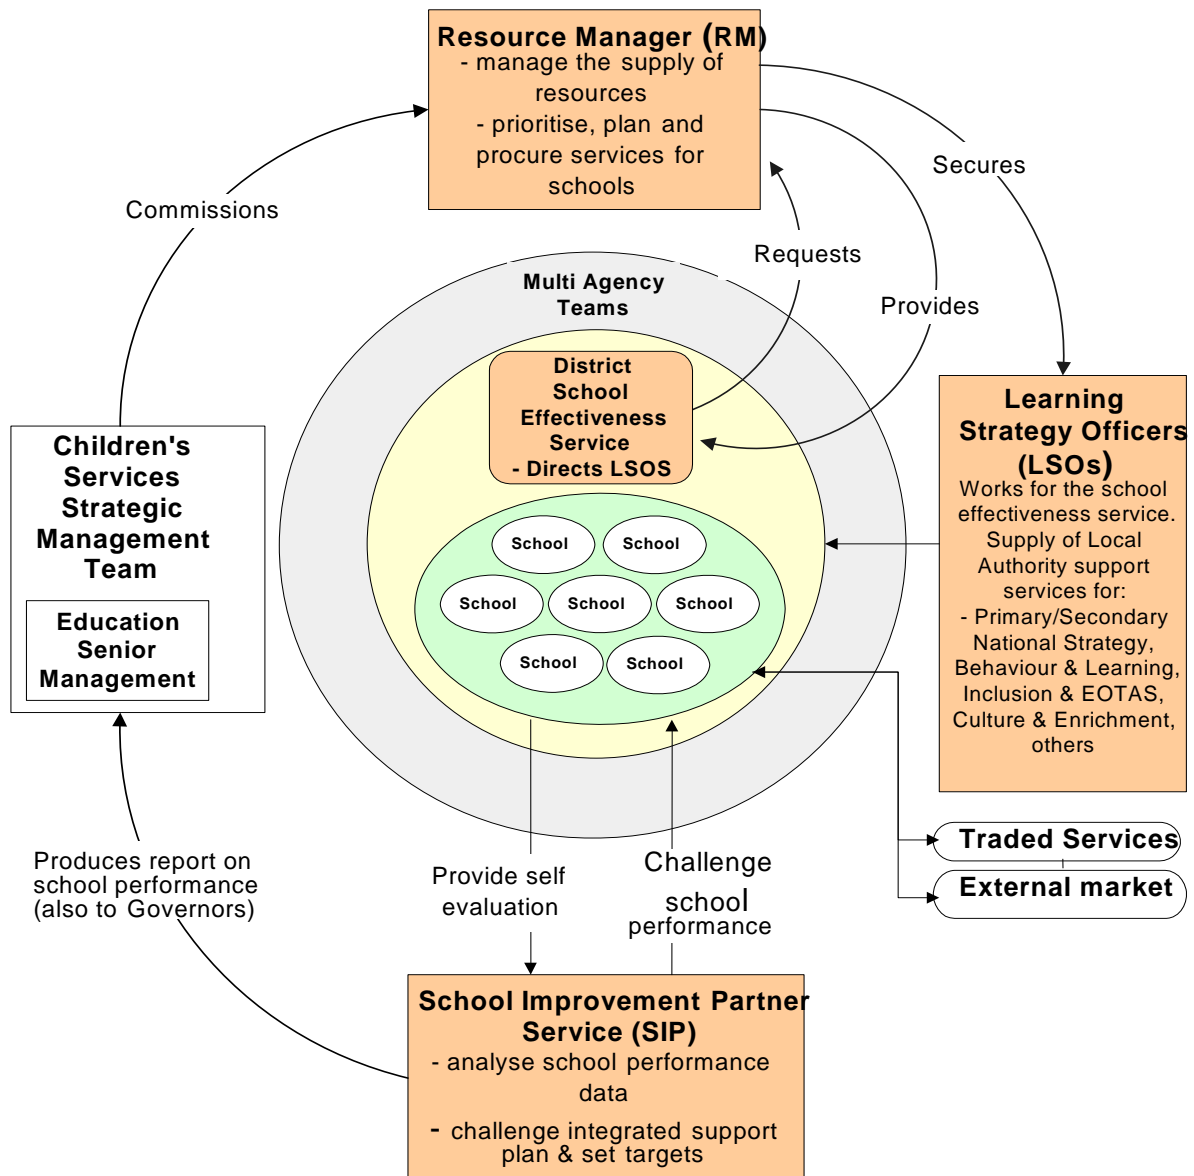 Resource Manager (RM)
- manage the supply of
resources
- prioritise, plan and
procure services for
schools
Secures
Commissions
Requests
Provides
Multi Agency
Teams
District
School
Effectiveness
Service
- Directs LSOS
School
School
School
School
School
School
School
Children's
Services
Strategic
Management
Team
Education
Senior
Management
Learning
Strategy Officers
(LSOs)
Works for the school
effectiveness service.
Supply of Local
Authority support
services for:
- Primary/Secondary
National Strategy,
Behaviour & Learning,
Inclusion & EOTAS,
Culture & Enrichment,
others
Traded Services
External market
Produces report on
school performance
(also to Governors)
Provide self
evaluation
Challenge
school
performance
School Improvement Partner
Service (SIP)
- analyse school performance
data
- challenge integrated support
plan & set targets